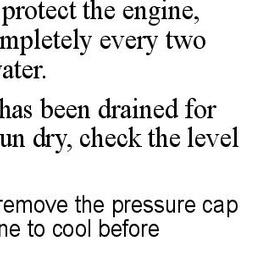 protect the engine,
mpletely every two
ater.
has been drained for
un dry, check the level
remove the pressure cap
ne to cool before